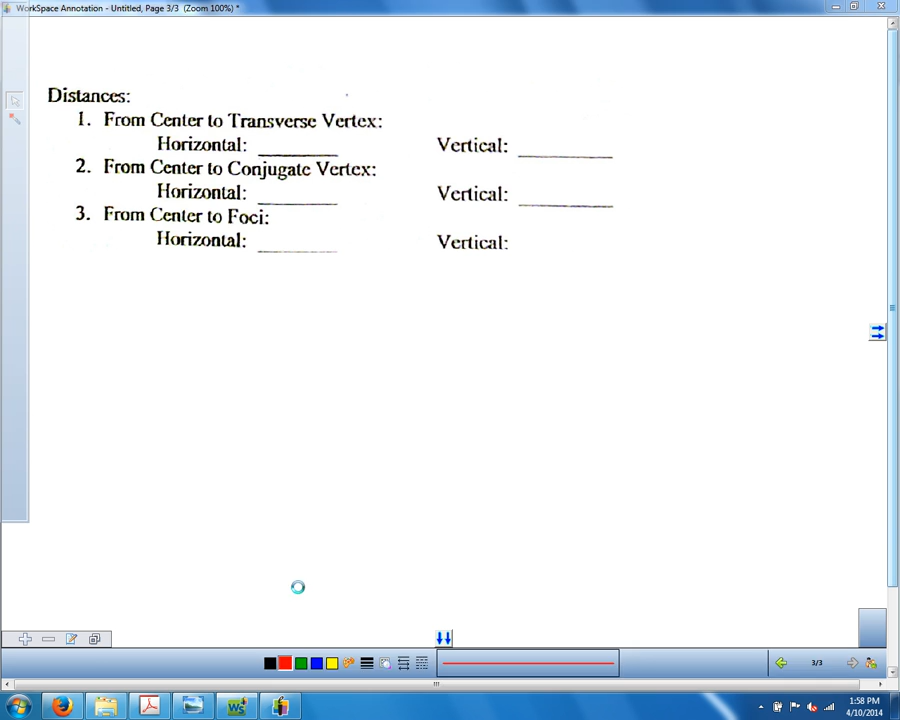 WorkSpace Annotation - Untitled, Page 3/3 (Zoom 100%) *
Distances:
1. From Center to Transverse Vertex:
Horizontal: ________ Vertical: ________
2. From Center to Conjugate Vertex:
Horizontal: ________ Vertical: ________
3. From Center to Foci:
Horizontal: ________ Vertical:
3/3
1:58 PM
4/10/2014